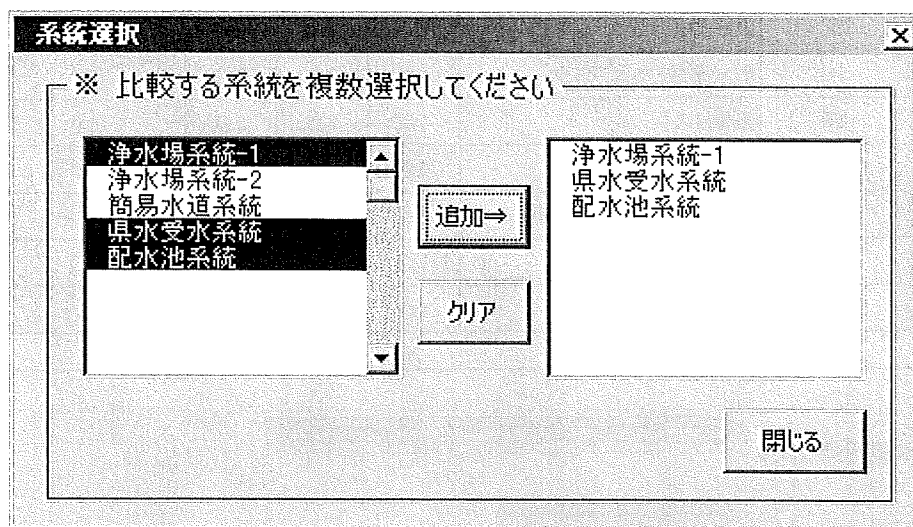 系統選択
※ 比較する系統を複数選択してください
浄水場系統-1
浄水場系統-2
簡易水道系統
県水受水系統
配水池系統
追加⇒
クリア
浄水場系統-1
県水受水系統
配水池系統
閉じる